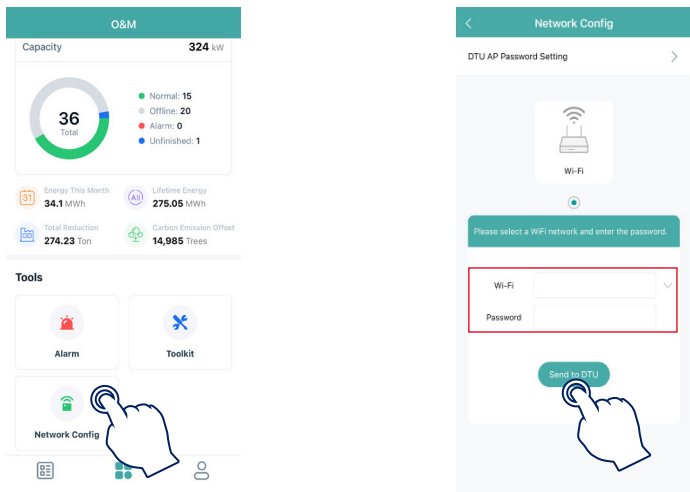 O&M
Capacity 324 kW
36
Total
Normal: 15
Offline: 20
Alarm: 0
Unfinished: 1
31
Energy This Month
34.1 MWh
All
Lifetime Energy
275.05 MWh
Total Reduction
274.23 Ton
Carbon Emission Offset
14,985 Trees
Tools
Alarm
Toolkit
Network Config
Network Config
DTU AP Password Setting
Wi-Fi
Please select a WiFi network and enter the password.
Wi-Fi
Password
Send to DTU